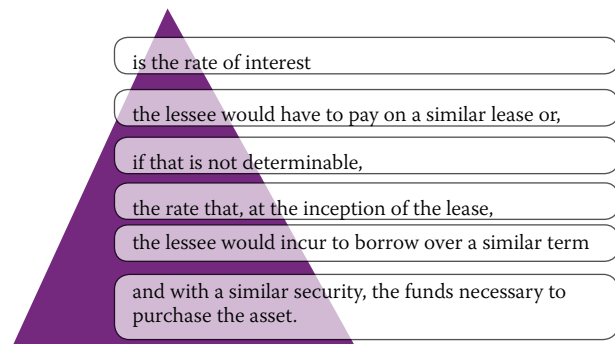 is the rate of interest
the lessee would have to pay on a similar lease or,
if that is not determinable,
the rate that, at the inception of the lease,
the lessee would incur to borrow over a similar term
and with a similar security, the funds necessary to
purchase the asset.